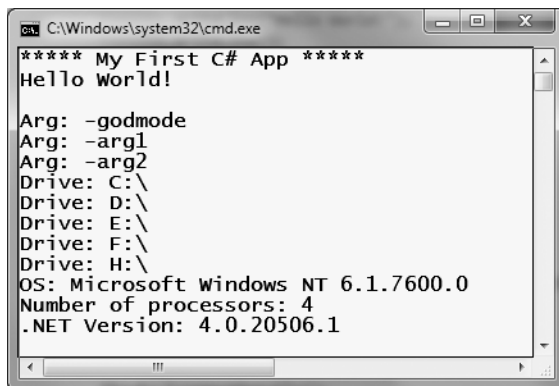 C:\Windows\system32\cmd.exe
***** My First C# App *****
Hello World!
Arg: -godmode
Arg: -arg1
Arg: -arg2
Drive: C:\
Drive: D:\
Drive: E:\
Drive: F:\
Drive: H:\
OS: Microsoft Windows NT 6.1.7600.0
Number of processors: 4
.NET Version: 4.0.20506.1